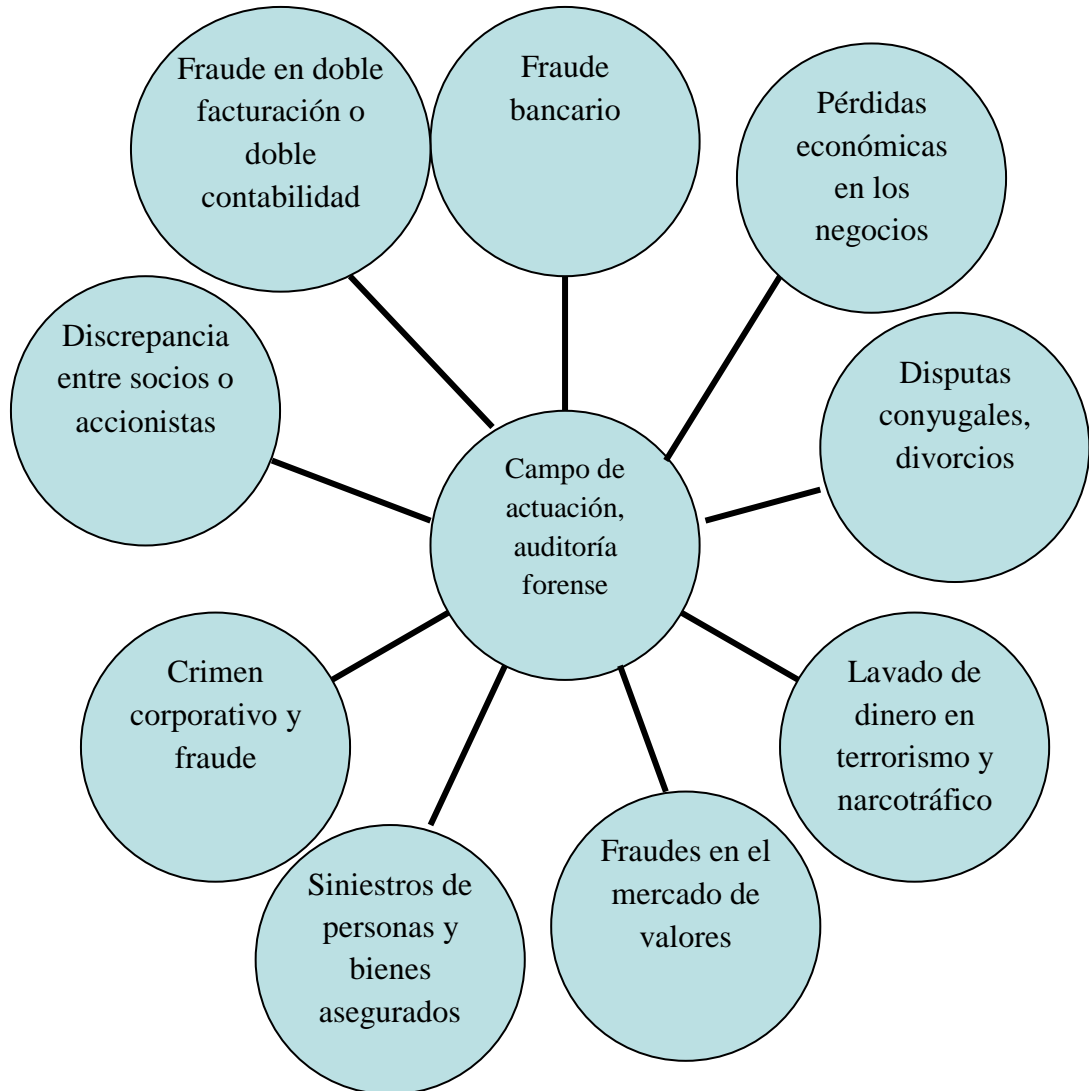 Fraude en doble
facturación o
doble
contabilidad
Fraude
bancario
Pérdidas
económicas
en los
negocios
Discrepancia
entre socios o
accionistas
Disputas
conyugales,
divorcios
Campo de
actuación,
auditoría
forense
Crimen
corporativo y
fraude
Lavado de
dinero en
terrorismo y
narcotráfico
Siniestros de
personas y
bienes
asegurados
Fraudes en el
mercado de
valores